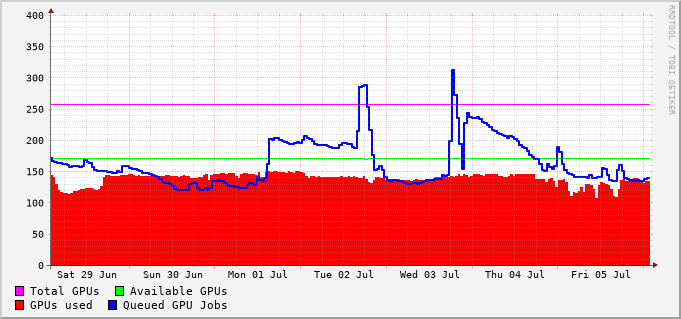 400
350
300
250
200
150
100
50
0
Sat 29 Jun Sun 30 Jun Mon 01 Jul Tue 02 Jul Wed 03 Jul Thu 04 Jul Fri 05 Jul
Total GPUs Available GPUs
GPUs used Queued GPU Jobs
RRDTOOL / TOBI OETIKER